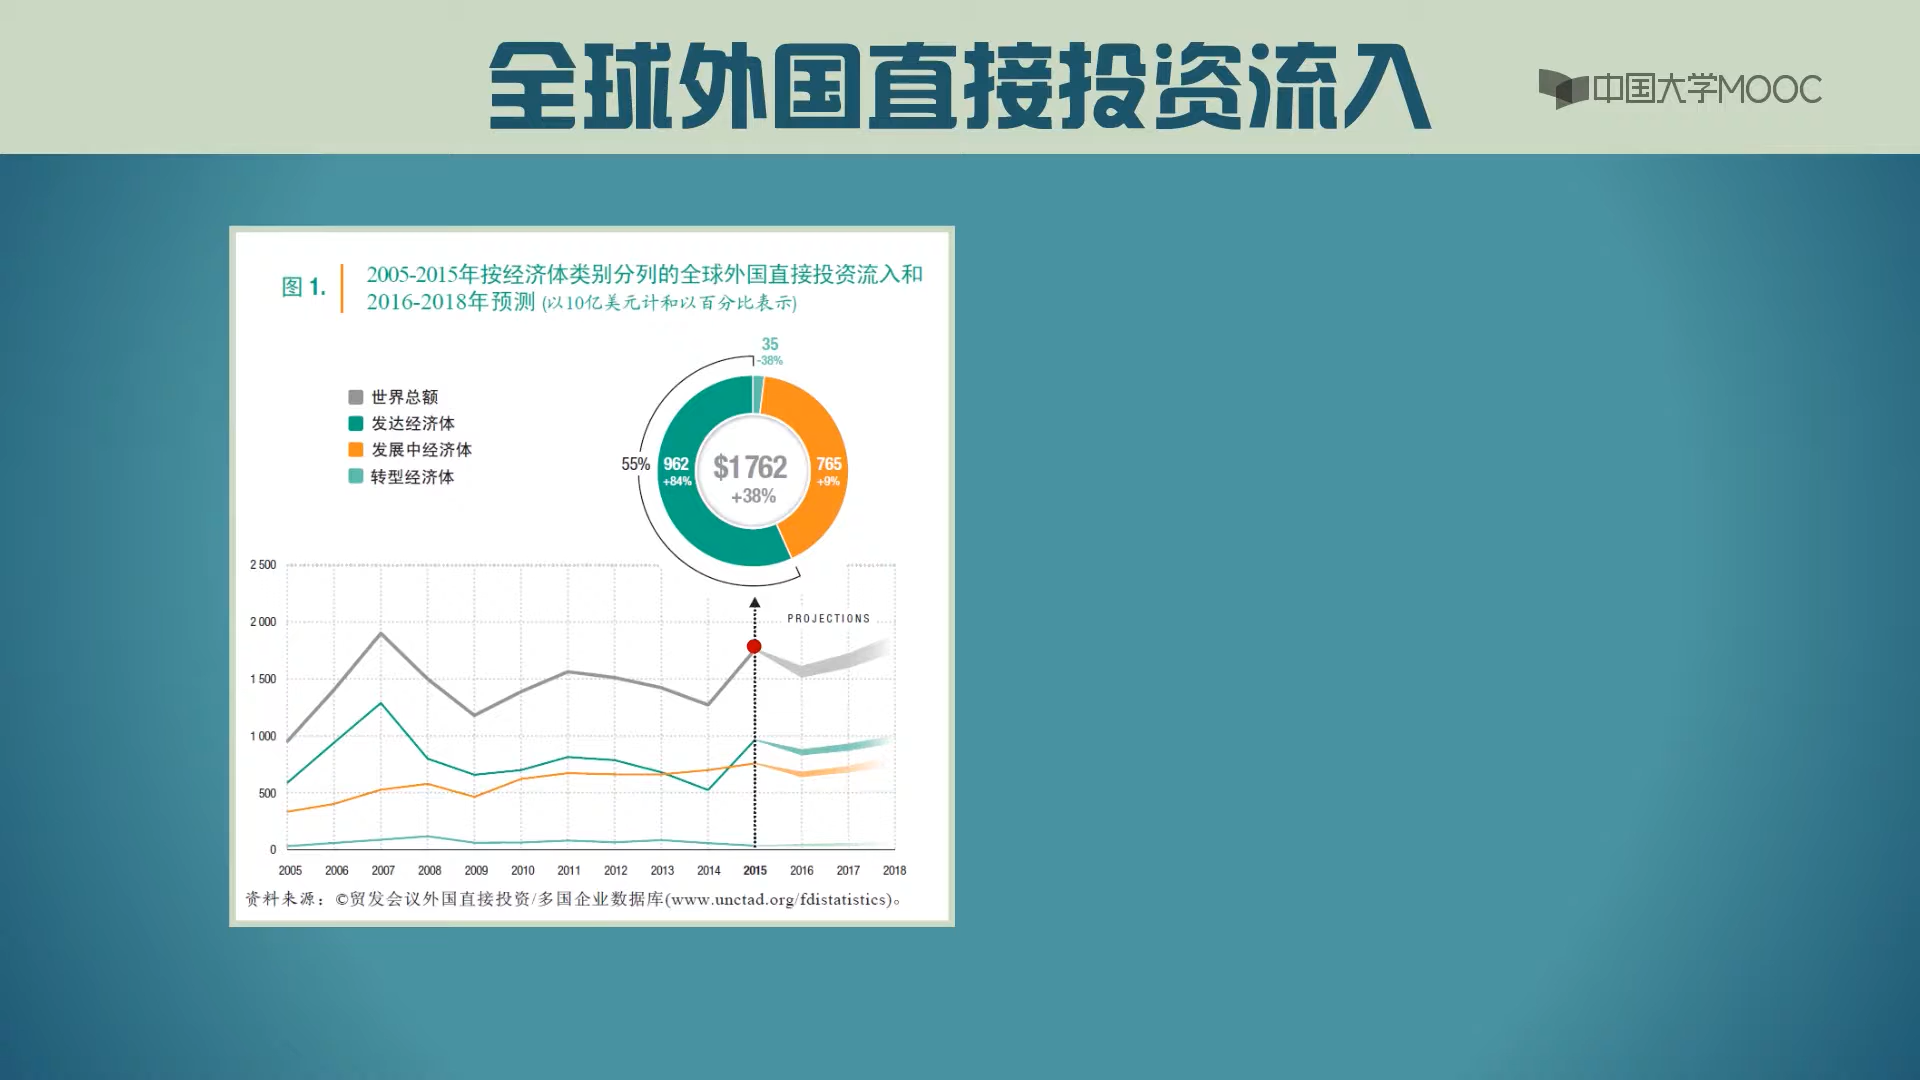 全球外国直接投资流入
中国大学MOOC
图 1.
2005-2015年按经济体类别分列的全球外国直接投资流入和
2016-2018年预测 (以10亿美元计和以百分比表示)
35
-38%
世界总额
发达经济体
发展中经济体
转型经济体
55%
962
+84%
$1 762
+38%
765
+9%
2 500
2 000
1 500
1 000
500
0
PROJECTIONS
2005 2006 2007 2008 2009 2010 2011 2012 2013 2014 2015 2016 2017 2018
资料来源：©贸发会议外国直接投资/多国企业数据库(www.unctad.org/fdistatistics)。